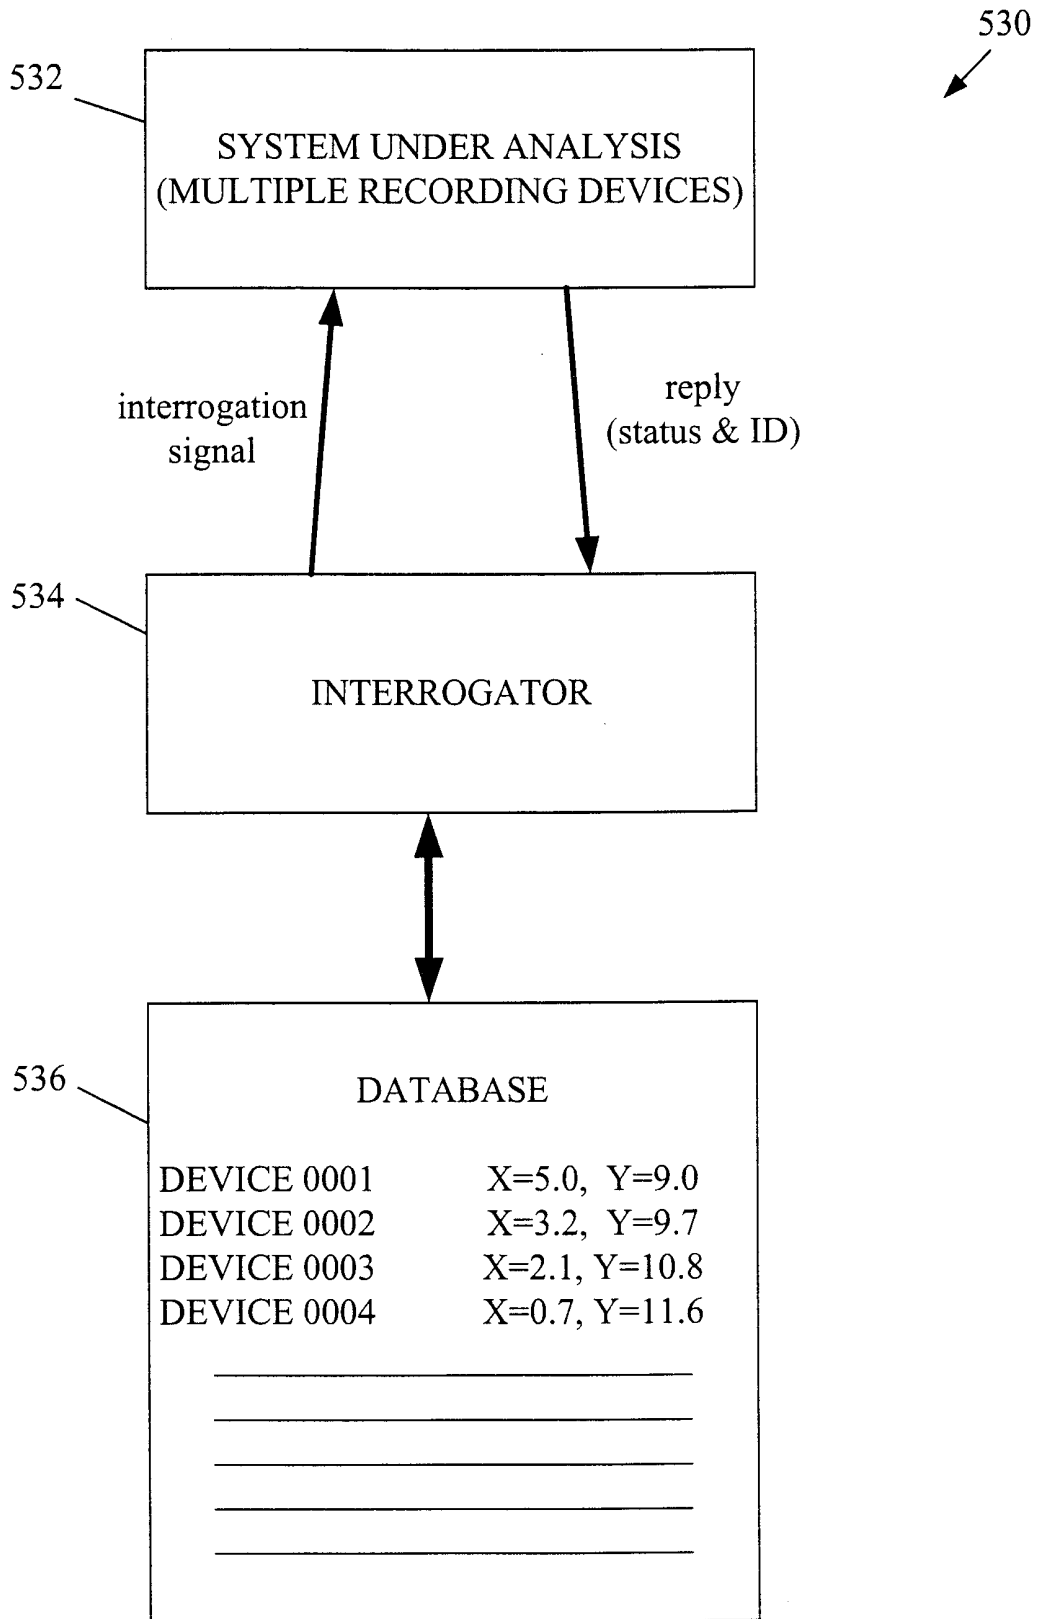 530
532
SYSTEM UNDER ANALYSIS
(MULTIPLE RECORDING DEVICES)
interrogation
signal
reply
(status & ID)
534
INTERROGATOR
536
DATABASE
DEVICE 0001 X=5.0, Y=9.0
DEVICE 0002 X=3.2, Y=9.7
DEVICE 0003 X=2.1, Y=10.8
DEVICE 0004 X=0.7, Y=11.6